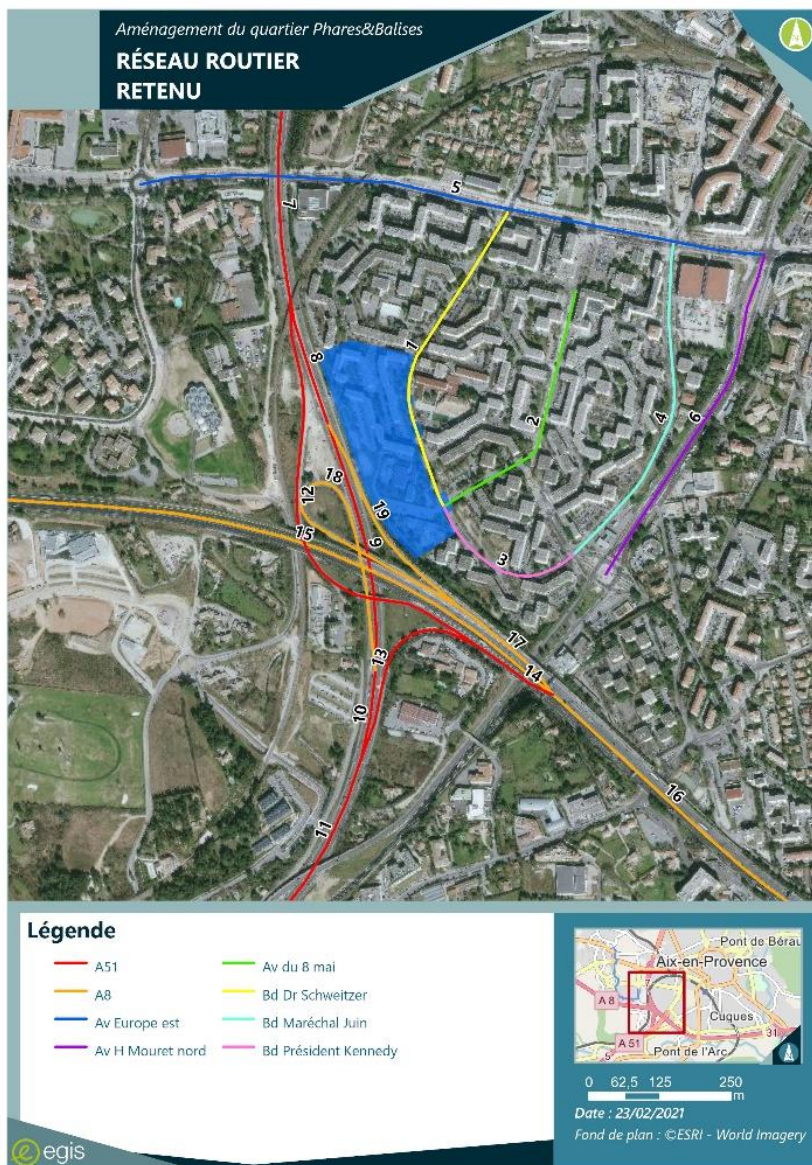 Aménagement du quartier Phares&Balises
RÉSEAU ROUTIER
RETENU
5
7
1
8
2
4
6
18
12
19
9
15
3
17
13
14
10
16
11
Légende
A51
A8
Av Europe est
Av H Mouret nord
Av du 8 mai
Bd Dr Schweitzer
Bd Maréchal Juin
Bd Président Kennedy
Pont de Bérau
Aix-en-Provence
7
A 8
Cuques
A 51
31
5
Pont de l'Arc
0 62,5 125 250
m
Date : 23/02/2021
Fond de plan : ©ESRI - World Imagery
egis